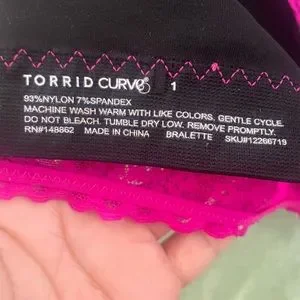 TORRID CURVE 1
93%NYLON 7%SPANDEX
MACHINE WASH WARM WITH LIKE COLORS, GENTLE CYCLE.
DO NOT BLEACH. TUMBLE DRY LOW. REMOVE PROMPTLY.
RN#148862 MADE IN CHINA BRALETTE SKU#12266719